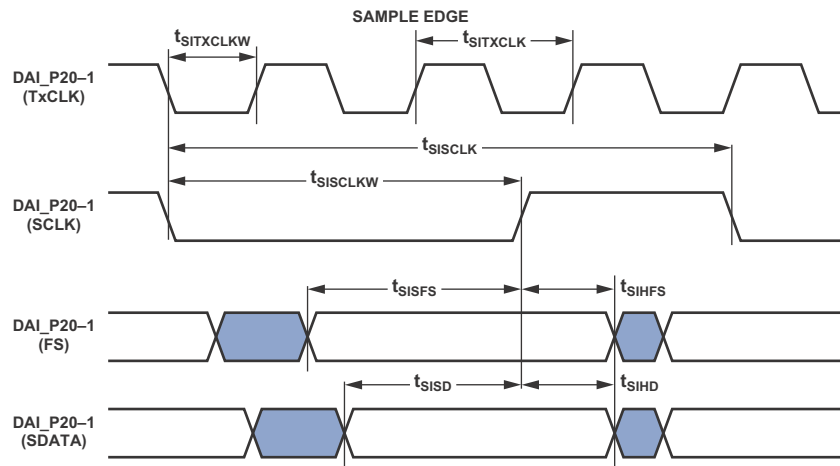 SAMPLE EDGE
tSITXCLKW
tSITXCLK
DAI_P20–1
(TxCLK)
tSISCLK
tSISCLKW
DAI_P20–1
(SCLK)
tSISFS
tSIHFS
DAI_P20–1
(FS)
tSISD
tSIHD
DAI_P20–1
(SDATA)